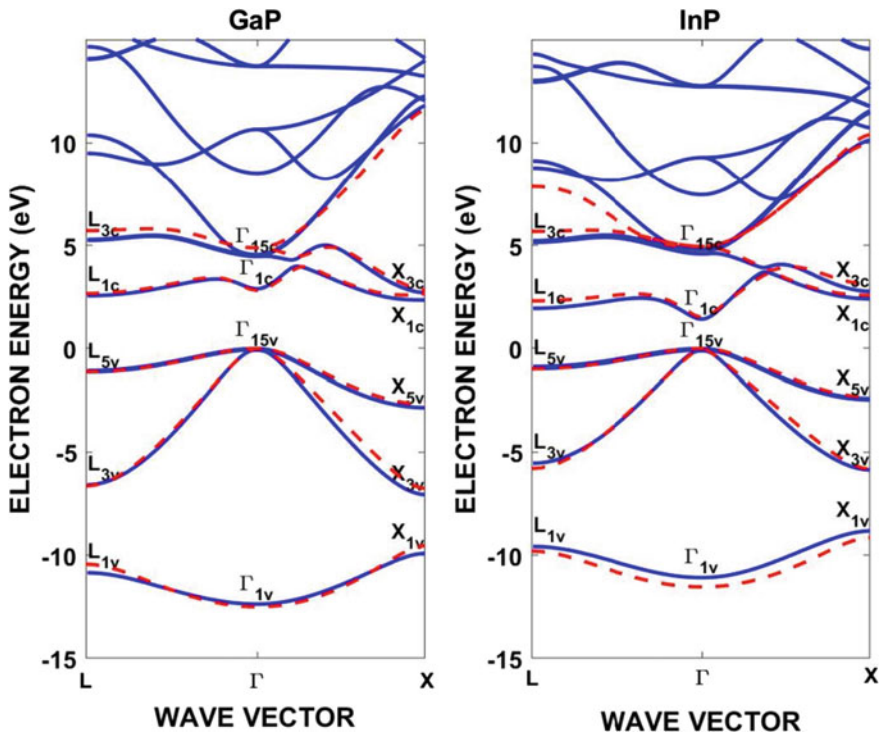 GaP
ELECTRON ENERGY (eV)
10
5
0
-5
-10
-15
L3c
L1c
L5v
L3v
L1v
Γ15c
Γ1c
Γ15v
Γ1v
X3c
X1c
X5v
X3v
X1v
L
Γ
X
WAVE VECTOR
InP
ELECTRON ENERGY (eV)
10
5
0
-5
-10
-15
L3c
L1c
L5v
L3v
L1v
Γ15c
Γ1c
Γ15v
Γ1v
X3c
X1c
X5v
X3v
X1v
L
Γ
X
WAVE VECTOR